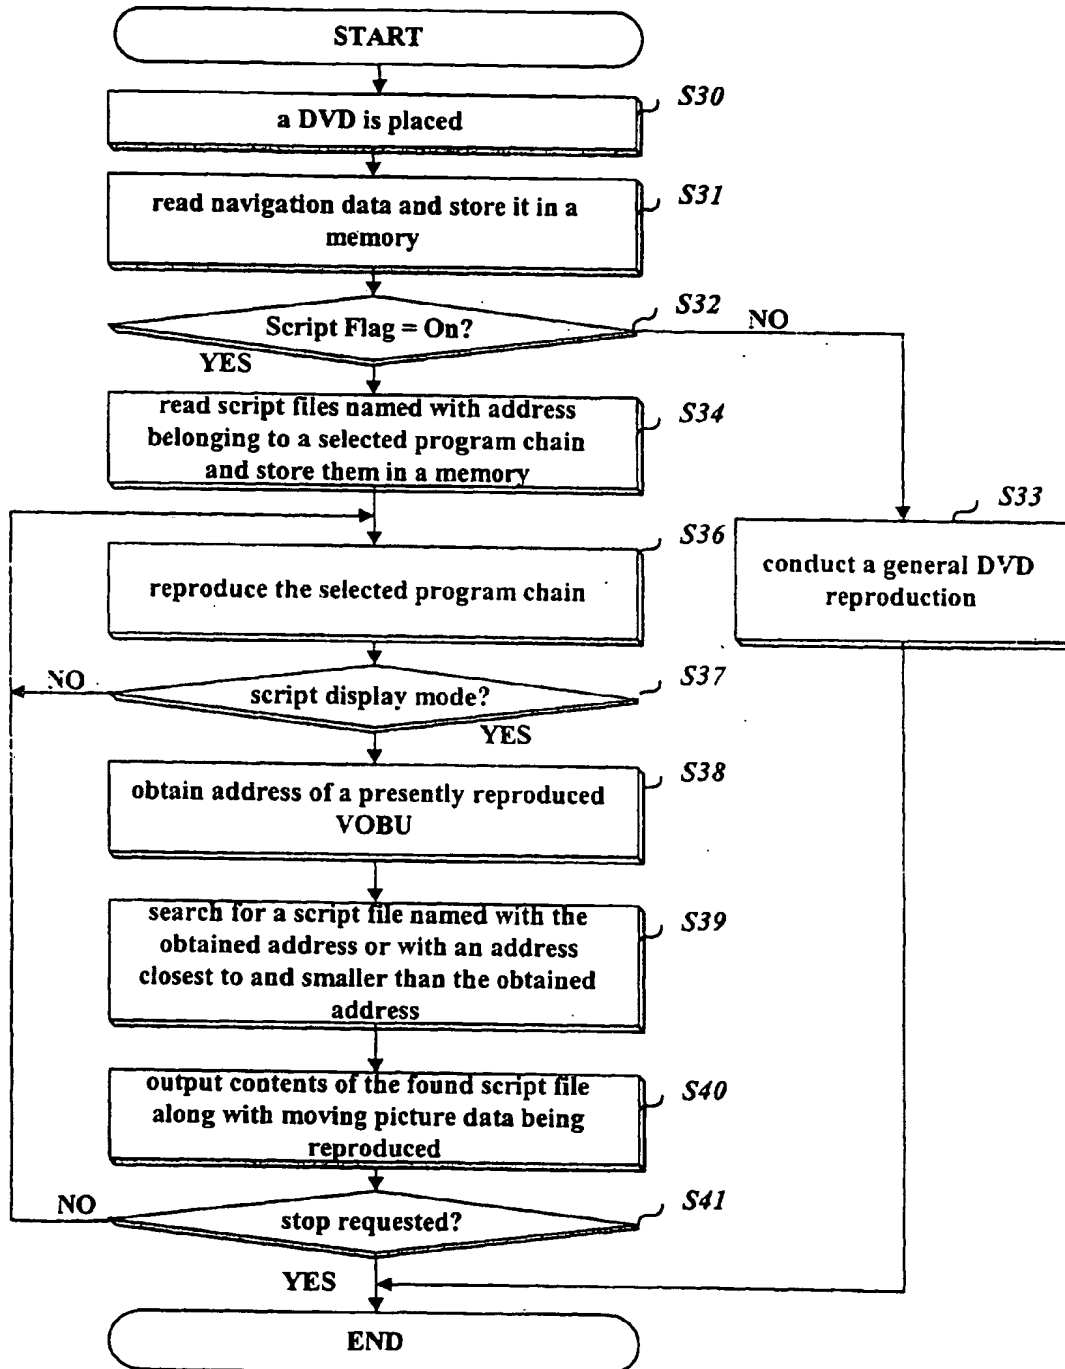 START
S30
a DVD is placed
S31
read navigation data and store it in a
memory
S32
Script Flag = On?
NO
YES
read script files named with address
belonging to a selected program chain
and store them in a memory
S34
S33
conduct a general DVD
reproduction
S36
reproduce the selected program chain
NO
script display mode?
S37
YES
obtain address of a presently reproduced
VOBU
S38
search for a script file named with the
obtained address or with an address
closest to and smaller than the obtained
address
S39
output contents of the found script file
along with moving picture data being
reproduced
S40
NO
stop requested?
S41
YES
END